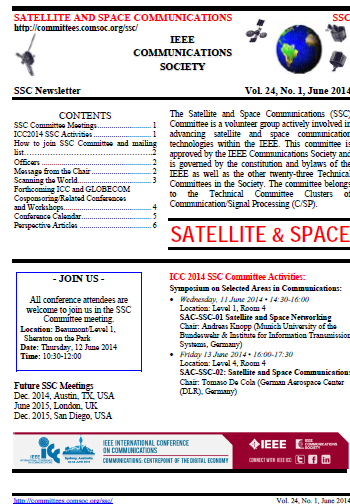 SATELLITE AND SPACE COMMUNICATIONS
SSC
http://committees.comsoc.org/ssc/
IEEE
COMMUNICATIONS
SOCIETY
SSC Newsletter
Vol. 24, No. 1, June 2014
CONTENTS
SSC Committee Meetings 1
ICC2014 SSC Activities 1
How to join SSC Committee and mailing
list 2
Officers 2
Message from the Chair 2
Scanning the World 3
Forthcoming ICC and GLOBECOM
Cosponsoring/Related Conferences
and Workshops 4
Conference Calendar 5
Perspective Articles 6
The Satellite and Space Communications (SSC)
Committee is a volunteer group actively involved in
advancing satellite and space communication
technologies within the IEEE. This committee is
approved by the IEEE Communications Society and
is governed by the constitution and bylaws of the
IEEE as well as the other twenty-three Technical
Committees in the Society. The committee belongs
to the Technical Committee Clusters of
Communication/Signal Processing (C/SP).
SATELLITE & SPACE
- JOIN US -
All conference attendees are
welcome to join us in the SSC
Committee meeting.
Location: Beaumont/Level 1,
Sheraton on the Park
Date: Thursday, 12 June 2014
Time: 10:30-12:00
Future SSC Meetings
Dec. 2014, Austin, TX, USA
June 2015, London, UK
Dec. 2015, San Diego, USA
ICC 2014 SSC Committee Activities:
Symposium on Selected Areas in Communications:
• Wednesday, 11 June 2014 • 14:30-16:00
Location: Level 1, Room 4
SAC-SSC-01 Satellite and Space Networking
Chair: Andreas Knopp (Munich University of the
Bundeswehr & Institute for Information Transmission
Systems, Germany)
• Friday 13 June 2014 • 16:00-17:30
Location: Level 4, Room 4
SAC-SSC-02: Satellite and Space Communications
Chair: Tomaso De Cola (German Aerospace Center
(DLR), Germany)
IEEE INTERNATIONAL CONFERENCE
ON COMMUNICATIONS
COMMUNICATIONS: CENTREPOINT OF THE DIGITAL ECONOMY
IEEE
IEEE
COMMUNICATIONS
SOCIETY
CONNECT WITH IEEE ICC:
http://committees.comsoc.org/ssc/
Vol. 24, No. 1, June 2014